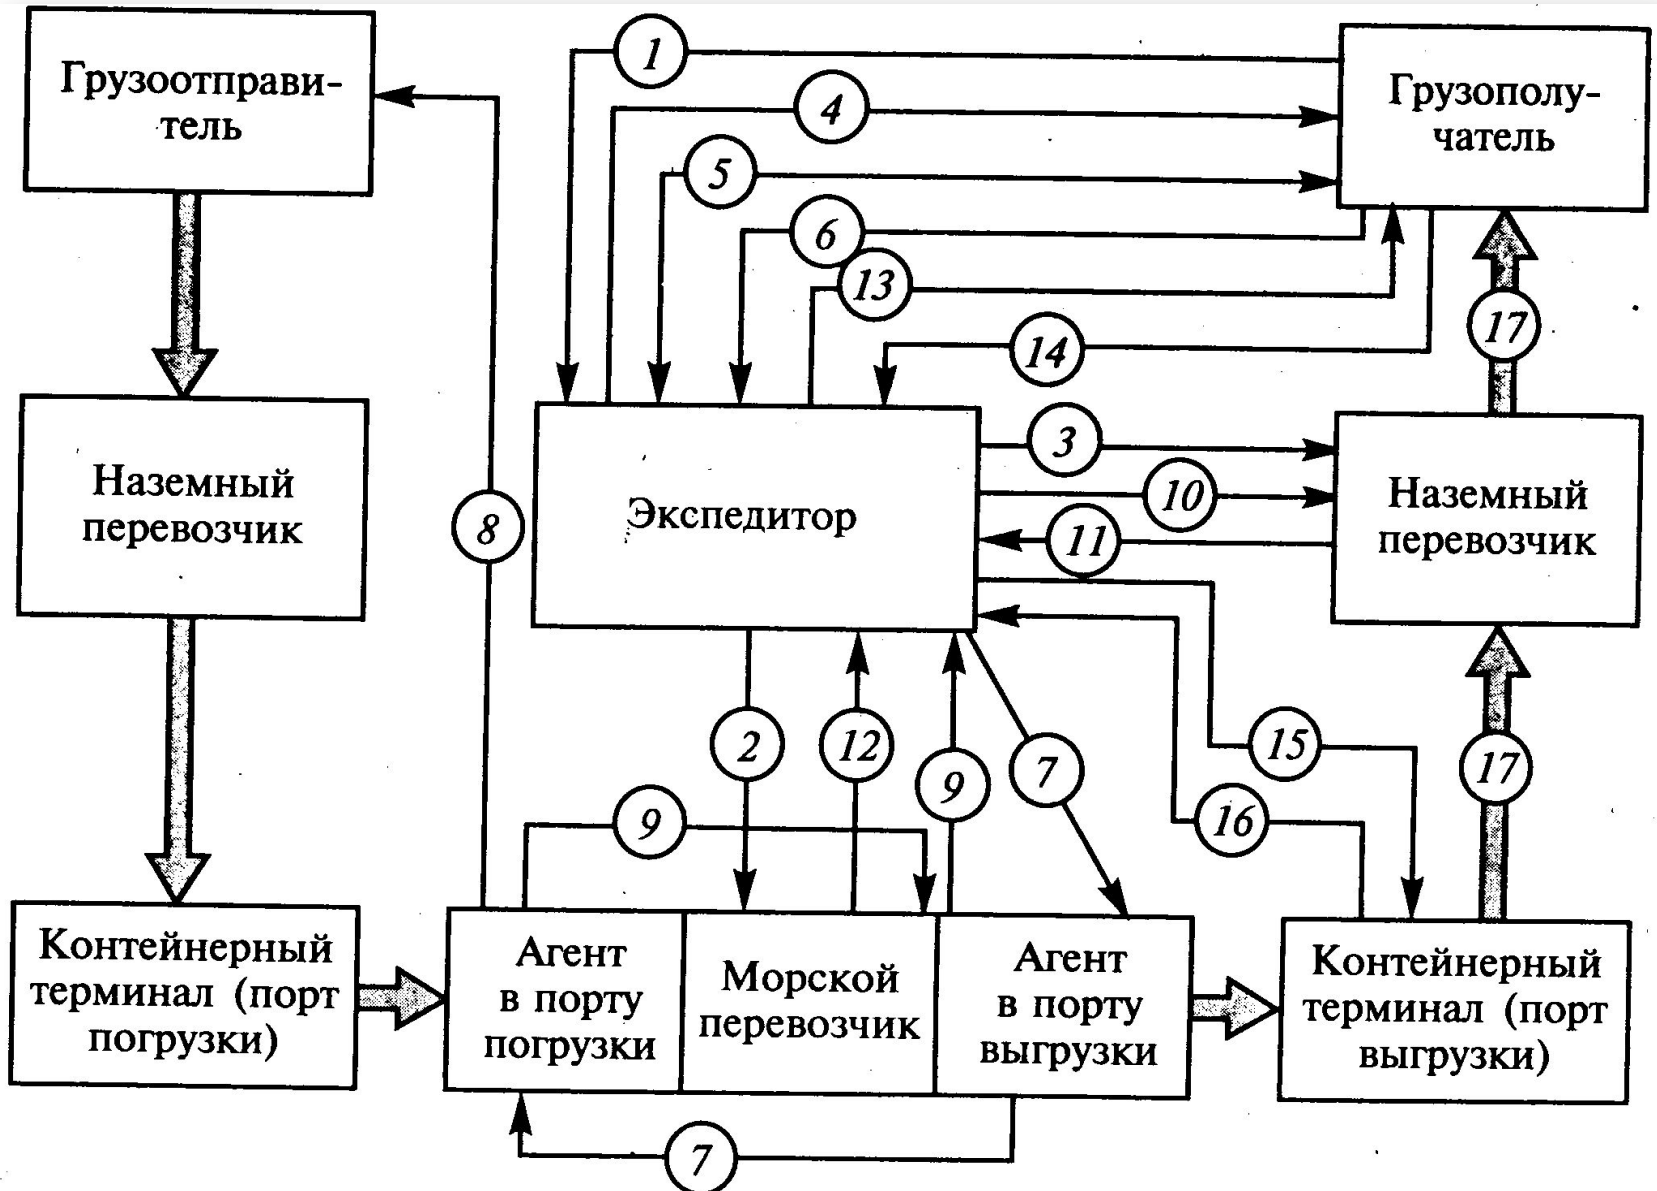 Грузоотправи-
тель
1
Грузополу-
чатель
4
5
6
13
14
17
Наземный
перевозчик
8
Экспедитор
3
10
11
Наземный
перевозчик
2
12
9
7
15
16
17
9
Контейнерный
терминал (порт
погрузки)
Агент
в порту
погрузки
Морской
перевозчик
Агент
в порту
выгрузки
Контейнерный
терминал (порт
выгрузки)
7